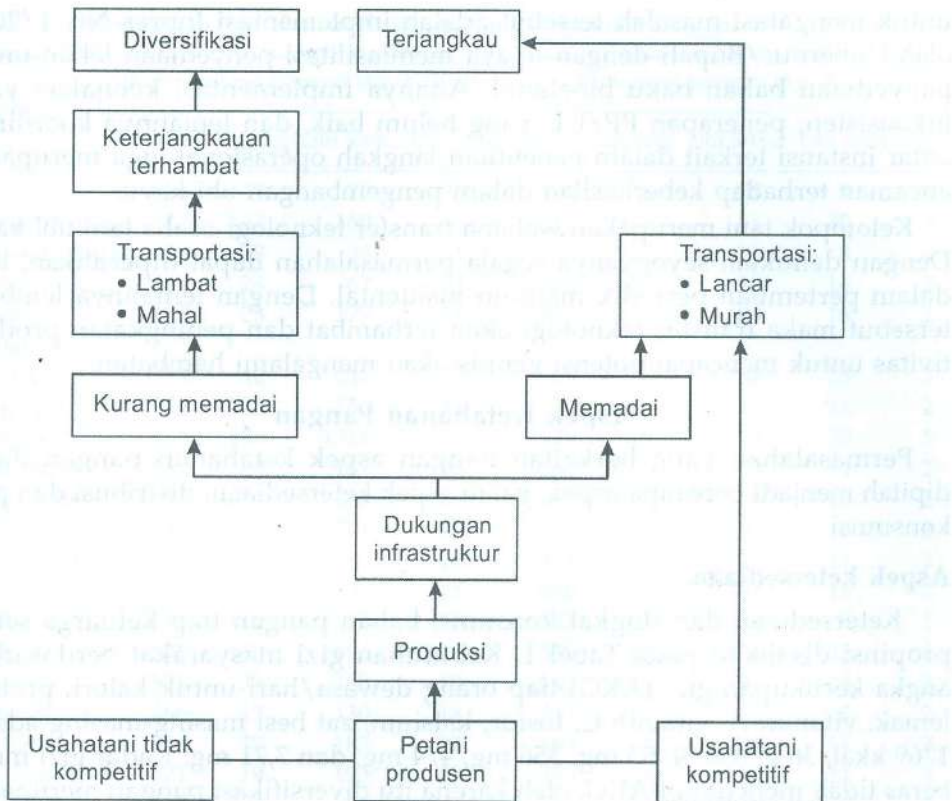 Diversifikasi
Terjangkau
Keterjangkauan
terhambat
Transportasi:
• Lambat
• Mahal
Transportasi:
• Lancar
• Murah
Kurang memadai
Memadai
Dukungan
infrastruktur
Produksi
Usahatani tidak
kompetitif
Petani
produsen
Usahatani
kompetitif